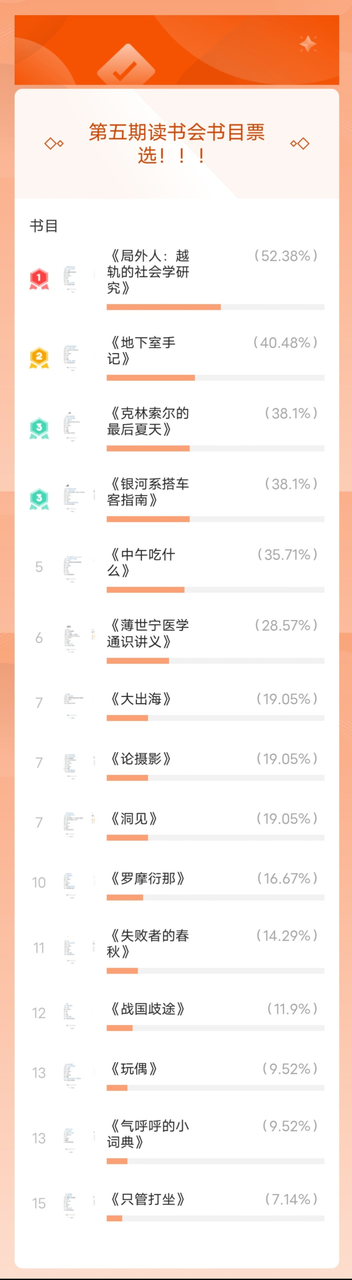 第五期读书会书目票
选！！！
书目
1
《局外人：越
轨的社会学研
究》
（52.38%）
2
《地下室手
记》
（40.48%）
3
《克林索尔的
最后夏天》
（38.1%）
3
《银河系搭车
客指南》
（38.1%）
5
《中午吃什
么》
（35.71%）
6
《薄世宁医学
通识讲义》
（28.57%）
7
《大出海》
（19.05%）
7
《论摄影》
（19.05%）
7
《洞见》
（19.05%）
10
《罗摩衍那》
（16.67%）
11
《失败者的春
秋》
（14.29%）
12
《战国歧途》
（11.9%）
13
《玩偶》
（9.52%）
13
《气呼呼的小
词典》
（9.52%）
15
《只管打坐》
（7.14%）